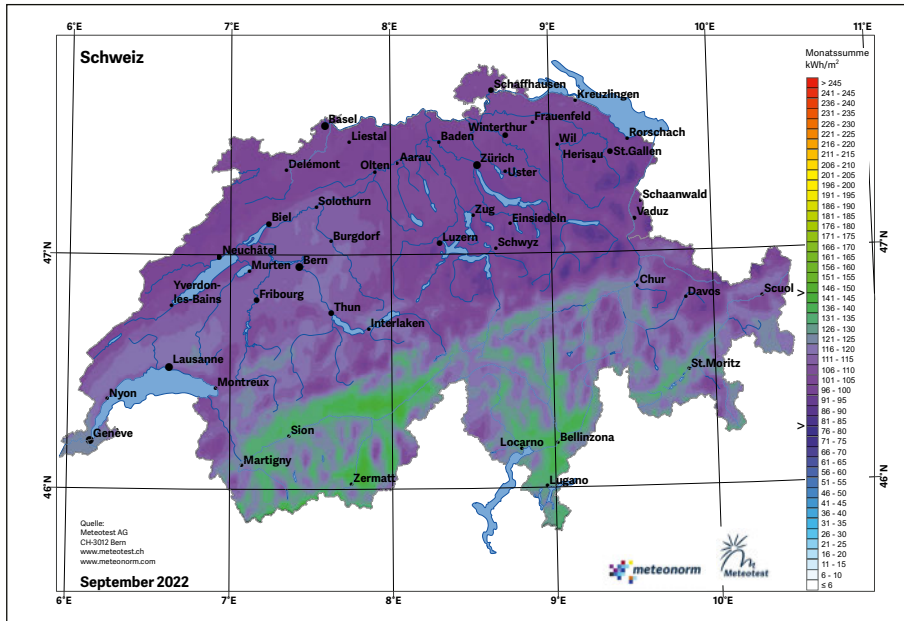 6°E
7°E
8°E
9°E
10°E
11°E
Schweiz
Monatssumme
kWh/m²
> 245
241 - 245
236 - 240
231 - 235
226 - 230
221 - 225
216 - 220
211 - 215
206 - 210
201 - 205
196 - 200
191 - 195
186 - 190
181 - 185
176 - 180
171 - 175
166 - 170
161 - 165
156 - 160
151 - 155
146 - 150
141 - 145
136 - 140
131 - 135
126 - 130
121 - 125
116 - 120
111 - 115
106 - 110
101 - 105
96 - 100
91 - 95
86 - 90
81 - 85
76 - 80
71 - 75
66 - 70
61 - 65
56 - 60
51 - 55
46 - 50
41 - 45
36 - 40
31 - 35
26 - 30
21 - 25
16 - 20
11 - 15
6 - 10
≤ 6
Schaffhausen
Kreuzlingen
Basel
Frauenfeld
Liestal
Baden
Winterthur
Wil
Rorschach
Herisau
St.Gallen
Delémont
Olten
Aarau
Zürich
Uster
Solothurn
Schaanwald
Vaduz
Biel
Zug
Einsiedeln
Burgdorf
Luzern
Schwyz
47°N
47°N
Neuchâtel
Murten
Bern
Chur
Davos
Scuol
Yverdon-
les-Bains
Fribourg
Thun
Interlaken
Lausanne
St.Moritz
Montreux
Nyon
Genève
Sion
Locarno
Bellinzona
Martigny
Zermatt
Lugano
46°N
46°N
>
>
Quelle:
Meteotest AG
CH-3012 Bern
www.meteotest.ch
www.meteonorm.com
meteonorm
Meteotest
September 2022
6°E
7°E
8°E
9°E
10°E